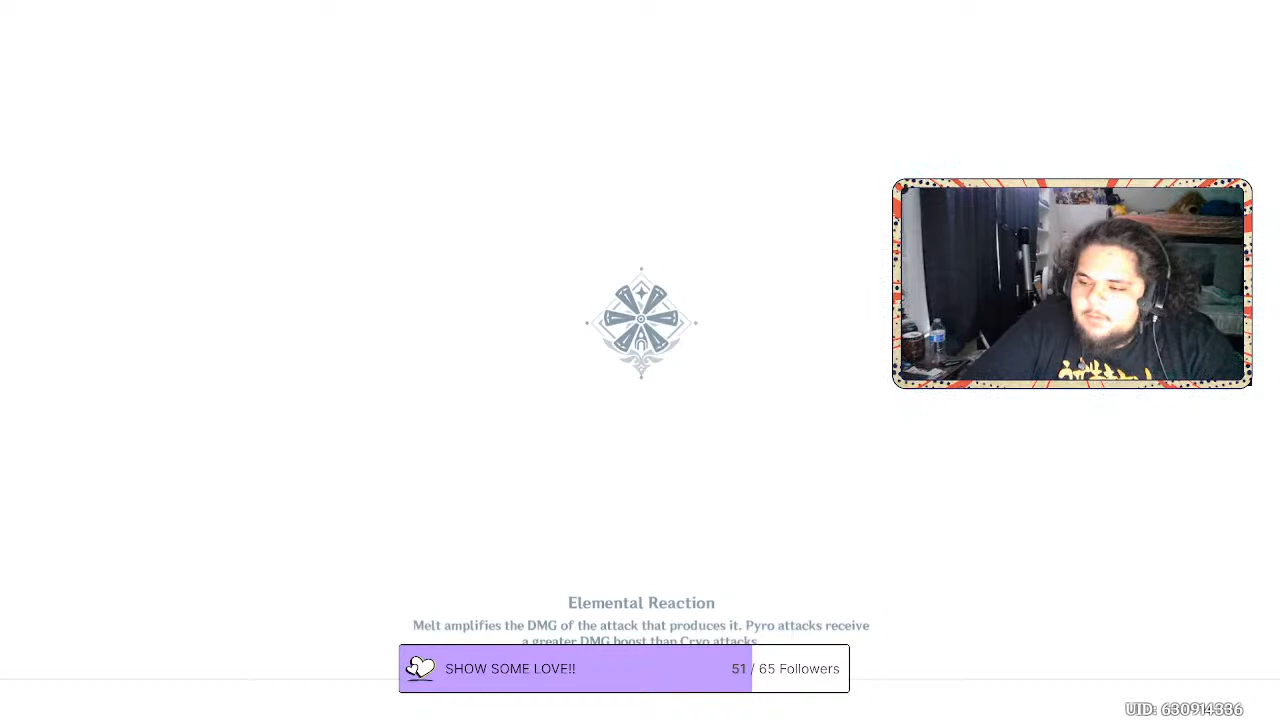 Elemental Reaction
Melt amplifies the DMG of the attack that produces it. Pyro attacks receive
a greater DMG boost than Cryo attacks.
SHOW SOME LOVE!!
51 / 65 Followers
UID: 630914336